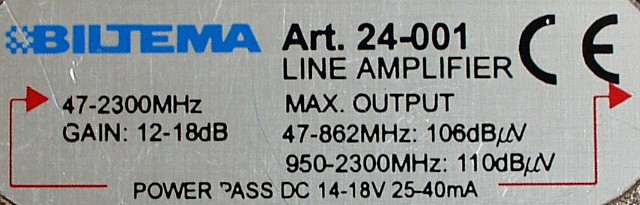 BILTEMA Art. 24-001 CE
LINE AMPLIFIER
47-2300MHz MAX. OUTPUT
GAIN: 12-18dB 47-862MHz: 106dBµV
950-2300MHz: 110dBµV
POWER PASS DC 14-18V 25-40mA